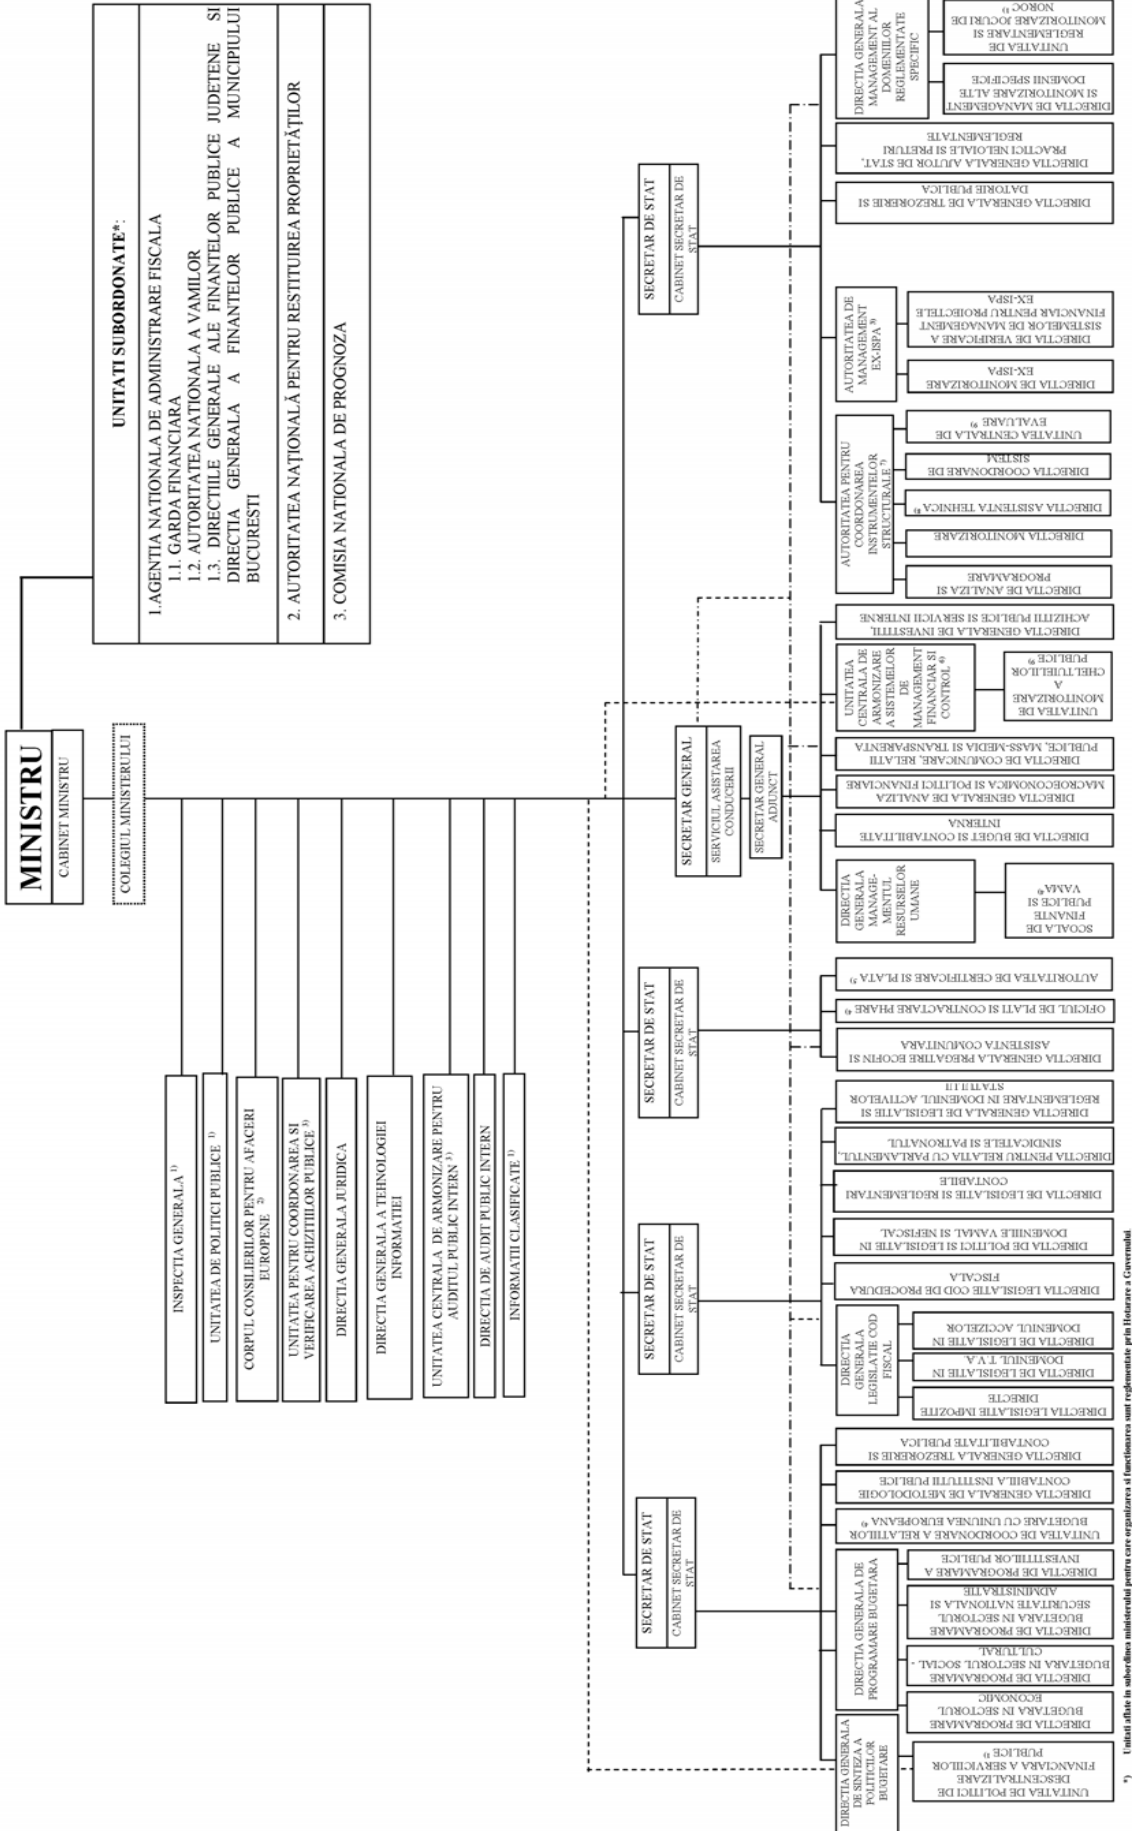 MINISTRU
CABINET MINISTRU
COLEGIUL MINISTERULUI
UNITATI SUBORDONATE*:
1.AGENTIA NATIONALA DE ADMINISTRARE FISCALA
1.1. GARDA FINANCIARA
1.2. AUTORITATEA NATIONALA A VAMILOR
1.3. DIRECTIILE GENERALE ALE FINANTELOR PUBLICE JUDETENE SI
DIRECTIA GENERALA A FINANTELOR PUBLICE A MUNICIPIULUI
BUCURESTI
2. AUTORITATEA NAȚIONALĂ PENTRU RESTITUIREA PROPRIETĂȚILOR
3. COMISIA NATIONALA DE PROGNOZA
INSPECTIA GENERALA 1)
UNITATEA DE POLITICI PUBLICE 1)
CORPUL CONSILIERILOR PENTRU AFACERI
EUROPENE 2)
UNITATEA PENTRU COORDONAREA SI
VERIFICAREA ACHIZITIILOR PUBLICE 3)
DIRECTIA GENERALA JURIDICA
DIRECTIA GENERALA A TEHNOLOGIEI
INFORMATIEI
UNITATEA CENTRALA DE ARMONIZARE PENTRU
AUDITUL PUBLIC INTERN 3)
DIRECTIA DE AUDIT PUBLIC INTERN
INFORMATII CLASIFICATE 1)
SECRETAR DE STAT
CABINET SECRETAR DE
STAT
SECRETAR DE STAT
CABINET SECRETAR DE
STAT
SECRETAR DE STAT
CABINET SECRETAR DE
STAT
SECRETAR GENERAL
SERVICIUL ASISTAREA
CONDUCERII
SECRETAR GENERAL
ADJUNCT
SECRETAR DE STAT
CABINET SECRETAR DE
STAT
DIRECTIA GENERALA
DE SINTEZA A
POLITICILOR
BUGETARE
UNITATEA DE POLITICI DE
DESCENTRALIZARE
FINANCIARA A SERVICIILOR
PUBLICE 1)
DIRECTIA GENERALA DE
PROGRAMARE BUGETARA
DIRECTIA DE PROGRAMARE
BUGETARA IN SECTORUL
ECONOMIC
DIRECTIA DE PROGRAMARE
BUGETARA IN SECTORUL SOCIAL -
CULTURAL
DIRECTIA DE PROGRAMARE
BUGETARA IN SECTORUL
SECURITATE NATIONALA SI
ADMINISTRATIE
DIRECTIA DE PROGRAMARE A
INVESTITIILOR PUBLICE
UNITATEA DE COORDONARE A RELATIILOR
BUGETARE CU UNIUNEA EUROPEANA
DIRECTIA GENERALA DE METODOLOGIE
CONTABILA INSTITUTII PUBLICE
DIRECTIA GENERALA TREZORERIE SI
CONTABILITATE PUBLICA
DIRECTIA
GENERALA
LEGISLATIE COD
FISCAL
DIRECTIA LEGISLATIE IMPOZITE
DIRECTE
DIRECTIA DE LEGISLATIE IN
DOMENIUL T.V.A.
DIRECTIA DE LEGISLATIE IN
DOMENIUL ACCIZELOR
DIRECTIA LEGISLATIE COD DE PROCEDURA
FISCALA
DIRECTIA DE POLITICI SI LEGISLATIE IN
DOMENIILE VAMAL SI NEFISCAL
DIRECTIA DE LEGISLATIE SI REGLEMENTARI
CONTABILE
DIRECTIA PENTRU RELATIA CU PARLAMENTUL,
SINDICATELE SI PATRONATUL
DIRECTIA GENERALA DE LEGISLATIE SI
REGLEMENTARE IN DOMENIUL ACTIVELOR
STATULUI
DIRECTIA GENERALA PREGATIRE ECOFIN SI
ASISTENTA COMUNITARA
OFICIUL DE PLATI SI CONTRACTARE PHARE
AUTORITATEA DE CERTIFICARE SI PLATA 5)
DIRECTIA
GENERALA
MANAGE-
MENTUL
RESURSELOR
UMANE
SCOALA DE
FINANTE
PUBLICE SI
VAMA
DIRECTIA DE BUGET SI CONTABILITATE
INTERNA
DIRECTIA GENERALA DE ANALIZA
MACROECONOMICA SI POLITICI FINANCIARE
DIRECTIA DE COMUNICARE, RELATII
PUBLICE, MASS-MEDIA SI TRANSPARENTA
UNITATEA
CENTRALA DE
ARMONIZARE
A SISTEMELOR
DE
MANAGEMENT
FINANCIAR SI
CONTROL
UNITATEA DE
MONITORIZARE
A
CHELTUIELILOR
PUBLICE
DIRECTIA GENERALA DE INVESTITII,
ACHIZITII PUBLICE SI SERVICII INTERNE
AUTORITATEA PENTRU
COORDONAREA
INSTRUMENTELOR
STRUCTURALE 7)
DIRECTIA DE ANALIZA SI
PROGRAMARE
DIRECTIA MONITORIZARE
DIRECTIA ASISTENTA TEHNICA 8)
DIRECTIA COORDONARE DE
SISTEM
UNITATEA CENTRALA DE
EVALUARE
AUTORITATEA DE
MANAGEMENT
EX-ISPA
DIRECTIA DE MONITORIZARE
EX-ISPA
DIRECTIA DE VERIFICARE A
SISTEMELOR DE MANAGEMENT
FINANCIAR PENTRU PROIECTELE
EX-ISPA
DIRECTIA GENERALA DE TREZORERIE SI
DATORIE PUBLICA
DIRECTIA GENERALA AJUTOR DE STAT,
PRACTICI NELOIALE SI PRETURI
REGLEMENTATE
DIRECTIA GENERALA
MANAGEMENT AL
DOMENIILOR
REGLEMENTATE
SPECIFIC
DIRECTIA DE MANAGEMENT
SI MONITORIZARE ALTE
DOMENII SPECIFICE
UNITATEA DE
REGLEMENTARE SI
MONITORIZARE JOCURI DE
NOROC 1)
*) Unitati aflate in subordinea ministerului pentru care organizarea si functionarea sunt reglementate prin Hotarare a Guvernului